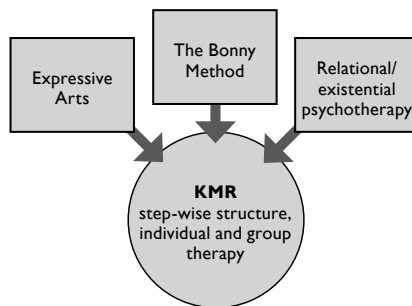 Expressive
Arts
The Bonny
Method
Relational/
existential
psychotherapy
KMR
step-wise structure,
individual and group
therapy